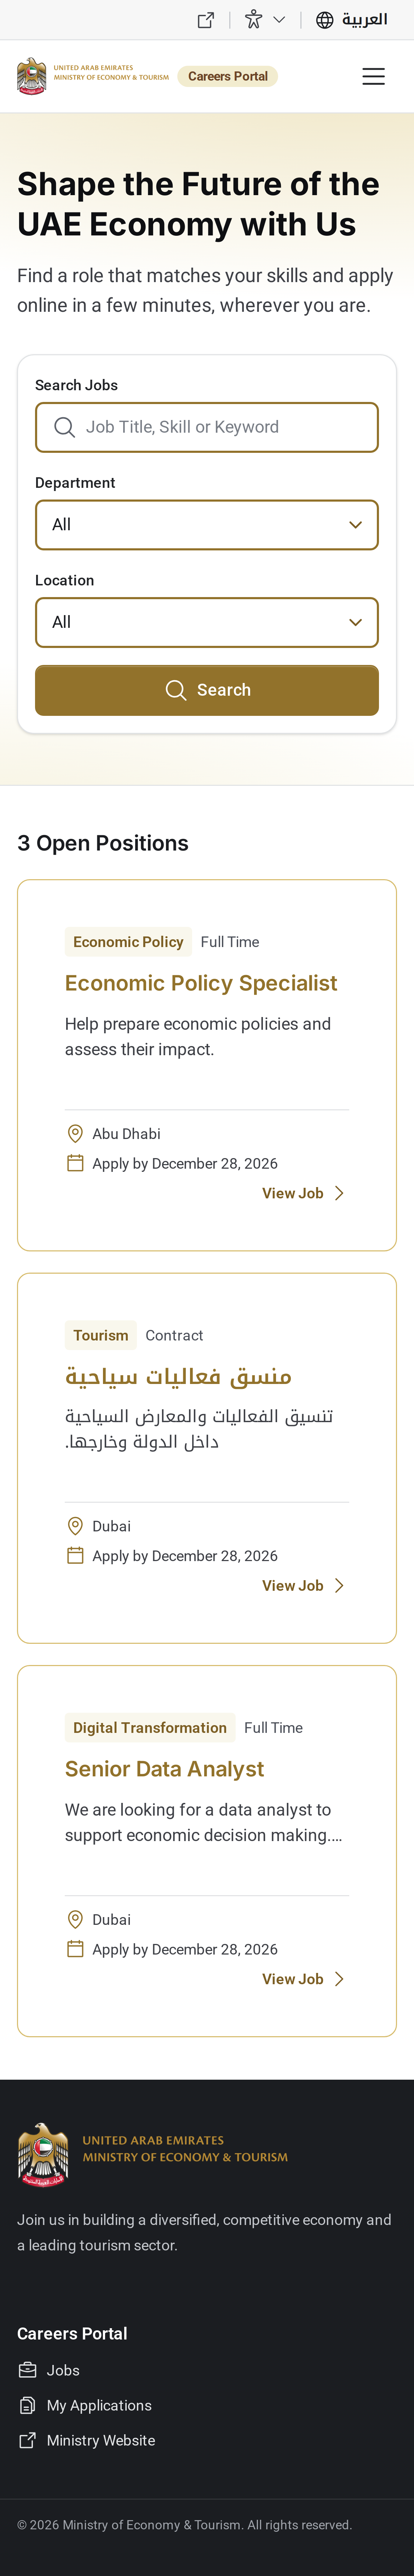 العربية
UNITED ARAB EMIRATES
MINISTRY OF ECONOMY & TOURISM
Careers Portal
Shape the Future of the
UAE Economy with Us
Find a role that matches your skills and apply
online in a few minutes, wherever you are.
Search Jobs
Job Title, Skill or Keyword
Department
All
Location
All
Search
3 Open Positions
Economic Policy Full Time
Economic Policy Specialist
Help prepare economic policies and
assess their impact.
Abu Dhabi
Apply by December 28, 2026
View Job
Tourism Contract
منسق فعاليات سياحية
تنسيق الفعاليات والمعارض السياحية
داخل الدولة وخارجها.
Dubai
Apply by December 28, 2026
View Job
Digital Transformation Full Time
Senior Data Analyst
We are looking for a data analyst to
support economic decision making....
Dubai
Apply by December 28, 2026
View Job
UNITED ARAB EMIRATES
MINISTRY OF ECONOMY & TOURISM
Join us in building a diversified, competitive economy and
a leading tourism sector.
Careers Portal
Jobs
My Applications
Ministry Website
© 2026 Ministry of Economy & Tourism. All rights reserved.